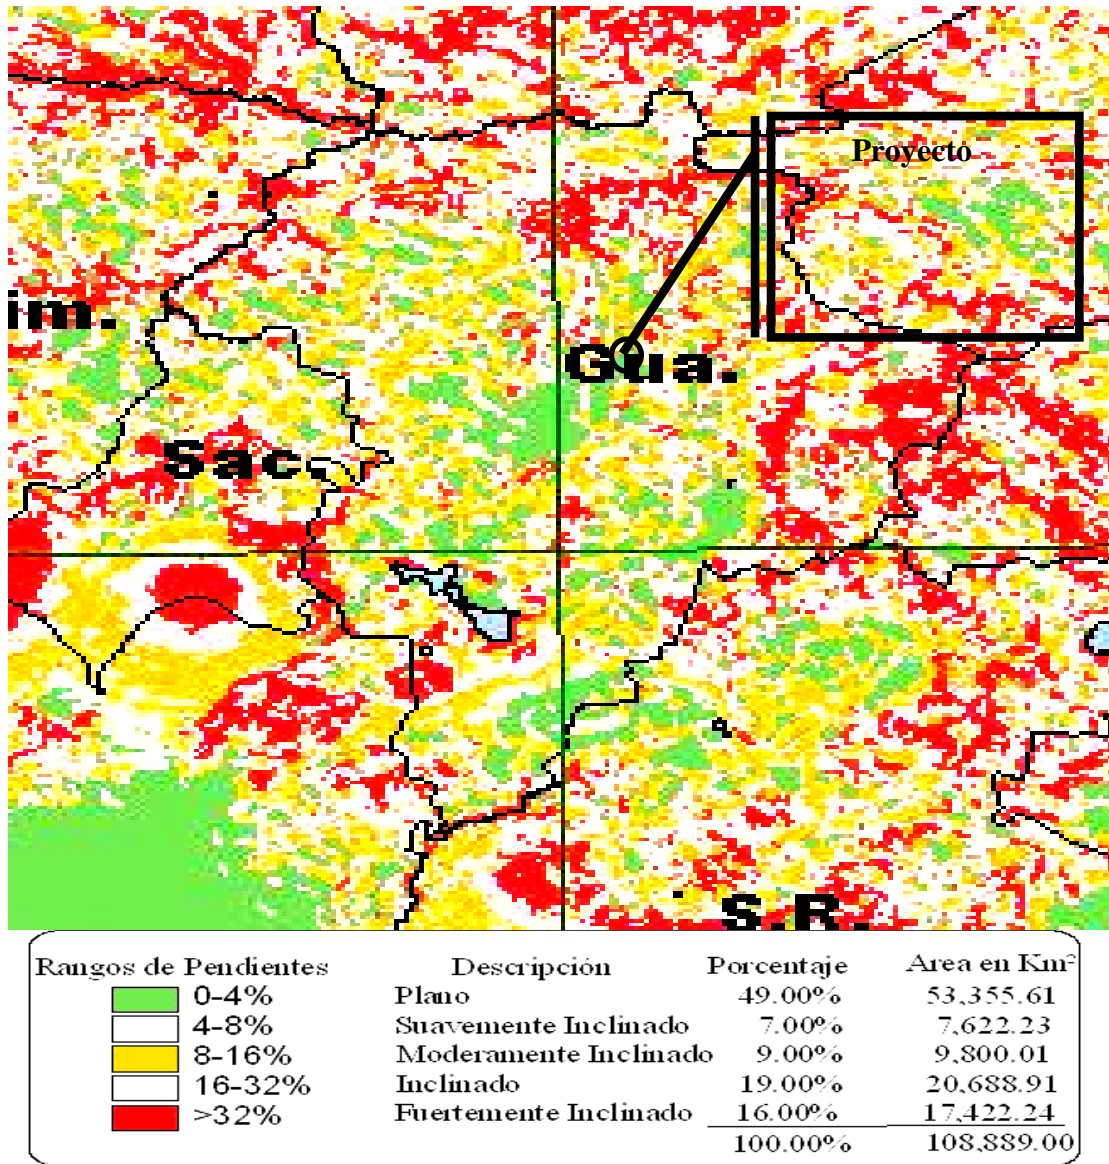 Proyecto
im.
Gua.
Sac.
S.R.
Rangos de Pendientes Descripción Porcentaje Area en Km²
0-4% Plano 49.00% 53,355.61
4-8% Suavemente Inclinado 7.00% 7,622.23
8-16% Moderamente Inclinado 9.00% 9,800.01
16-32% Inclinado 19.00% 20,688.91
>32% Fuertemente Inclinado 16.00% 17,422.24
100.00% 108,889.00